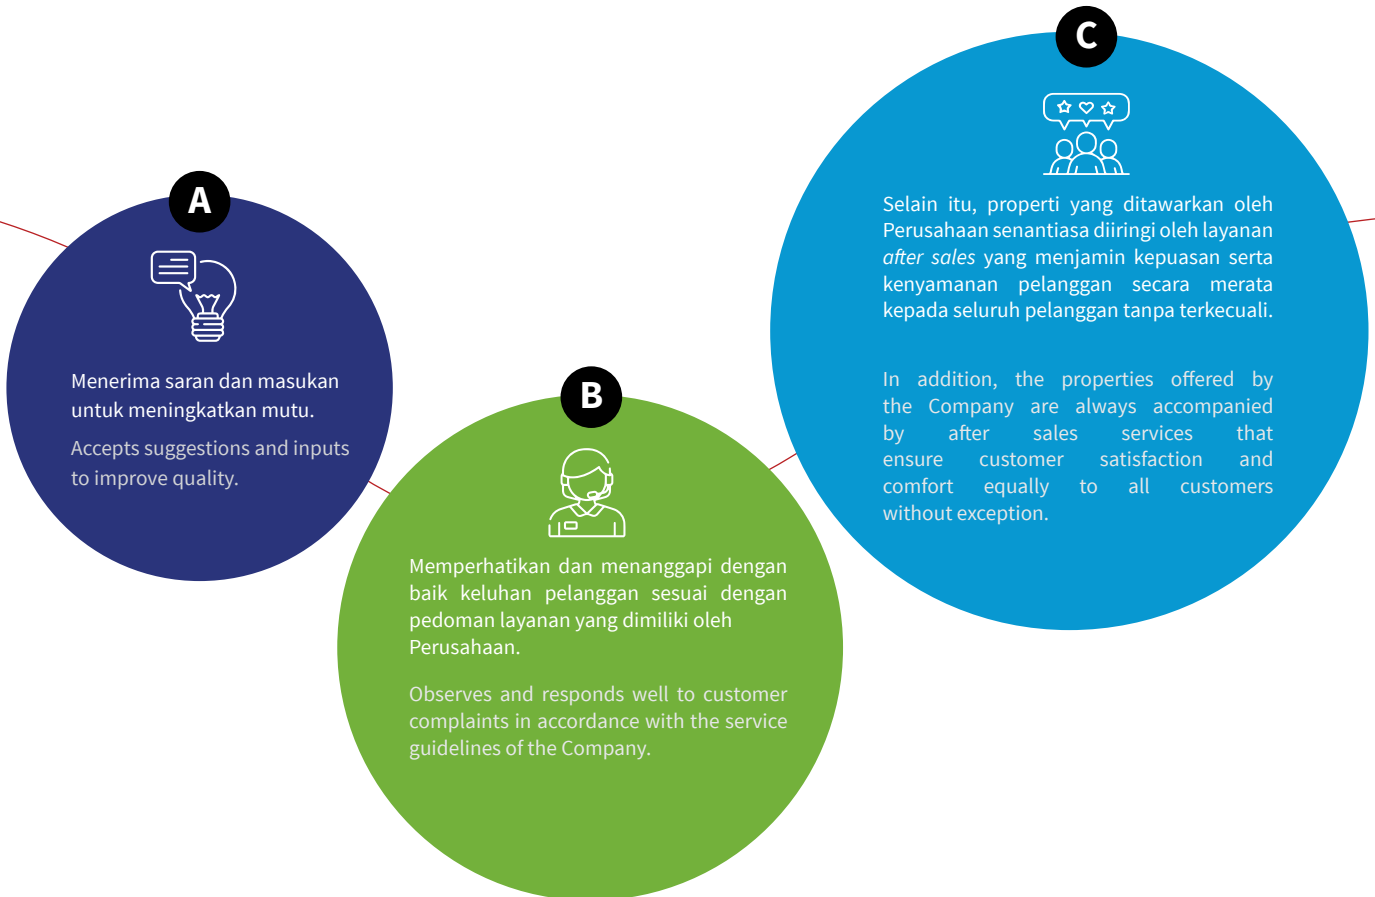 A
Menerima saran dan masukan
untuk meningkatkan mutu.
Accepts suggestions and inputs
to improve quality.
B
Memperhatikan dan menanggapi dengan
baik keluhan pelanggan sesuai dengan
pedoman layanan yang dimiliki oleh
Perusahaan.
Observes and responds well to customer
complaints in accordance with the service
guidelines of the Company.
C
Selain itu, properti yang ditawarkan oleh
Perusahaan senantiasa diiringi oleh layanan
after sales yang menjamin kepuasan serta
kenyamanan pelanggan secara merata
kepada seluruh pelanggan tanpa terkecuali.
In addition, the properties offered by
the Company are always accompanied
by after sales services that
ensure customer satisfaction and
comfort equally to all customers
without exception.